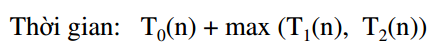 Thời gian: T₀(n) + max (T₁(n), T₂(n))